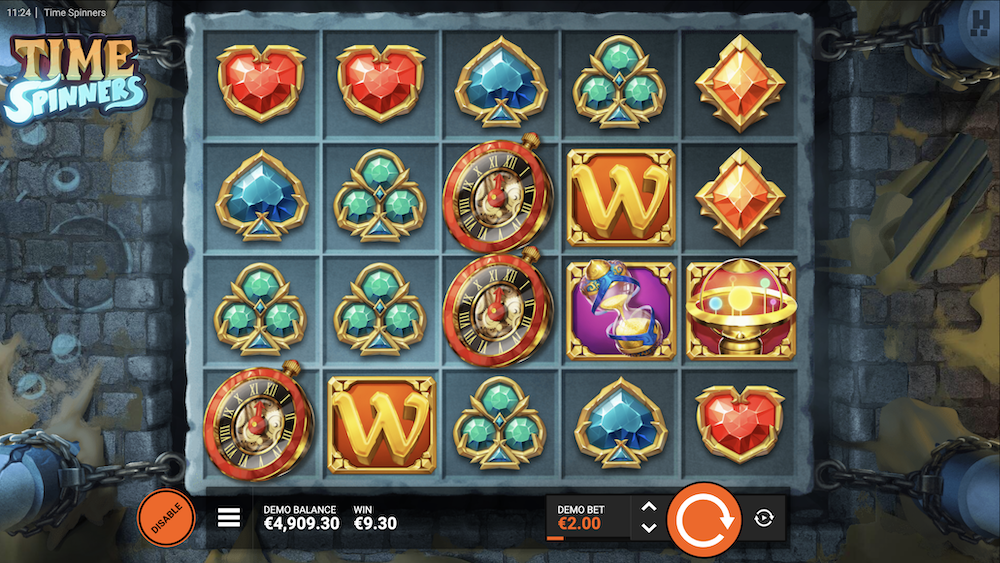 11:24 | Time Spinners
TIME
SPINNERS
W
W
DISABLE
DEMO BALANCE
€4,909.30
WIN
€9.30
DEMO BET
€2.00